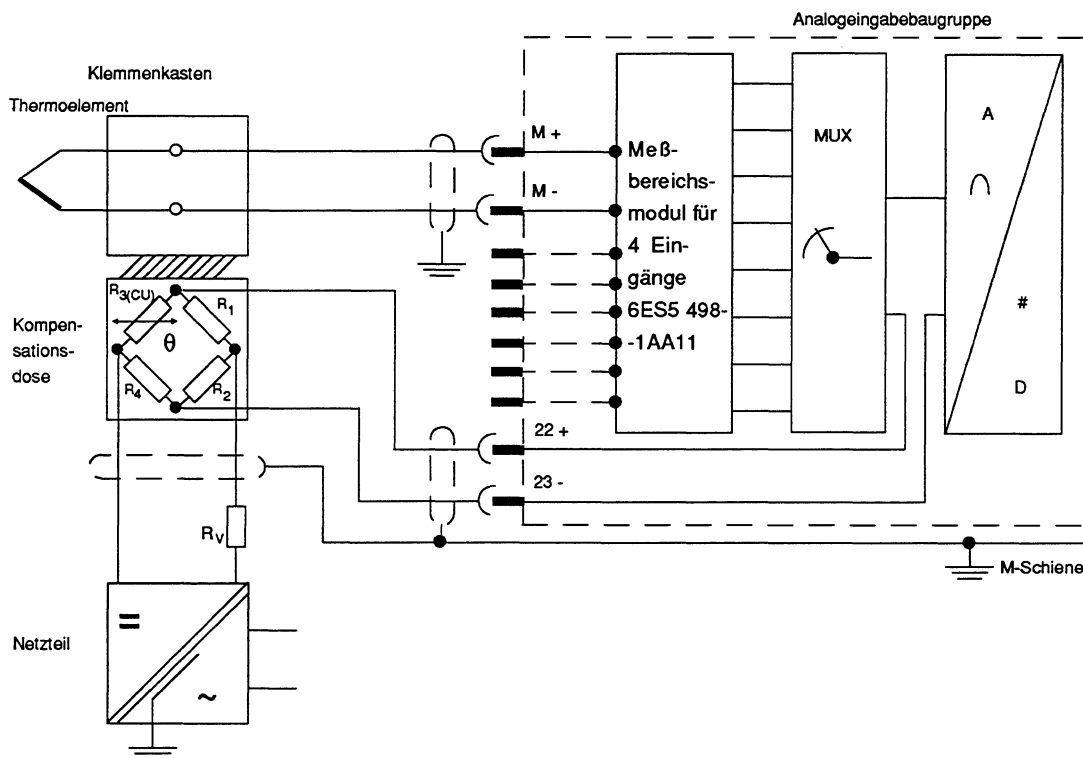 Analogeingabebaugruppe
Klemmenkasten
Thermoelement
M +
M -
Meß-
bereichs-
modul für
4 Ein-
gänge
6ES5 498-
-1AA11
MUX
A
∩
#
D
R3(CU)
R1
θ
R4
R2
Kompen-
sations-
dose
22 +
23 -
RV
M-Schiene
Netzteil
=
~